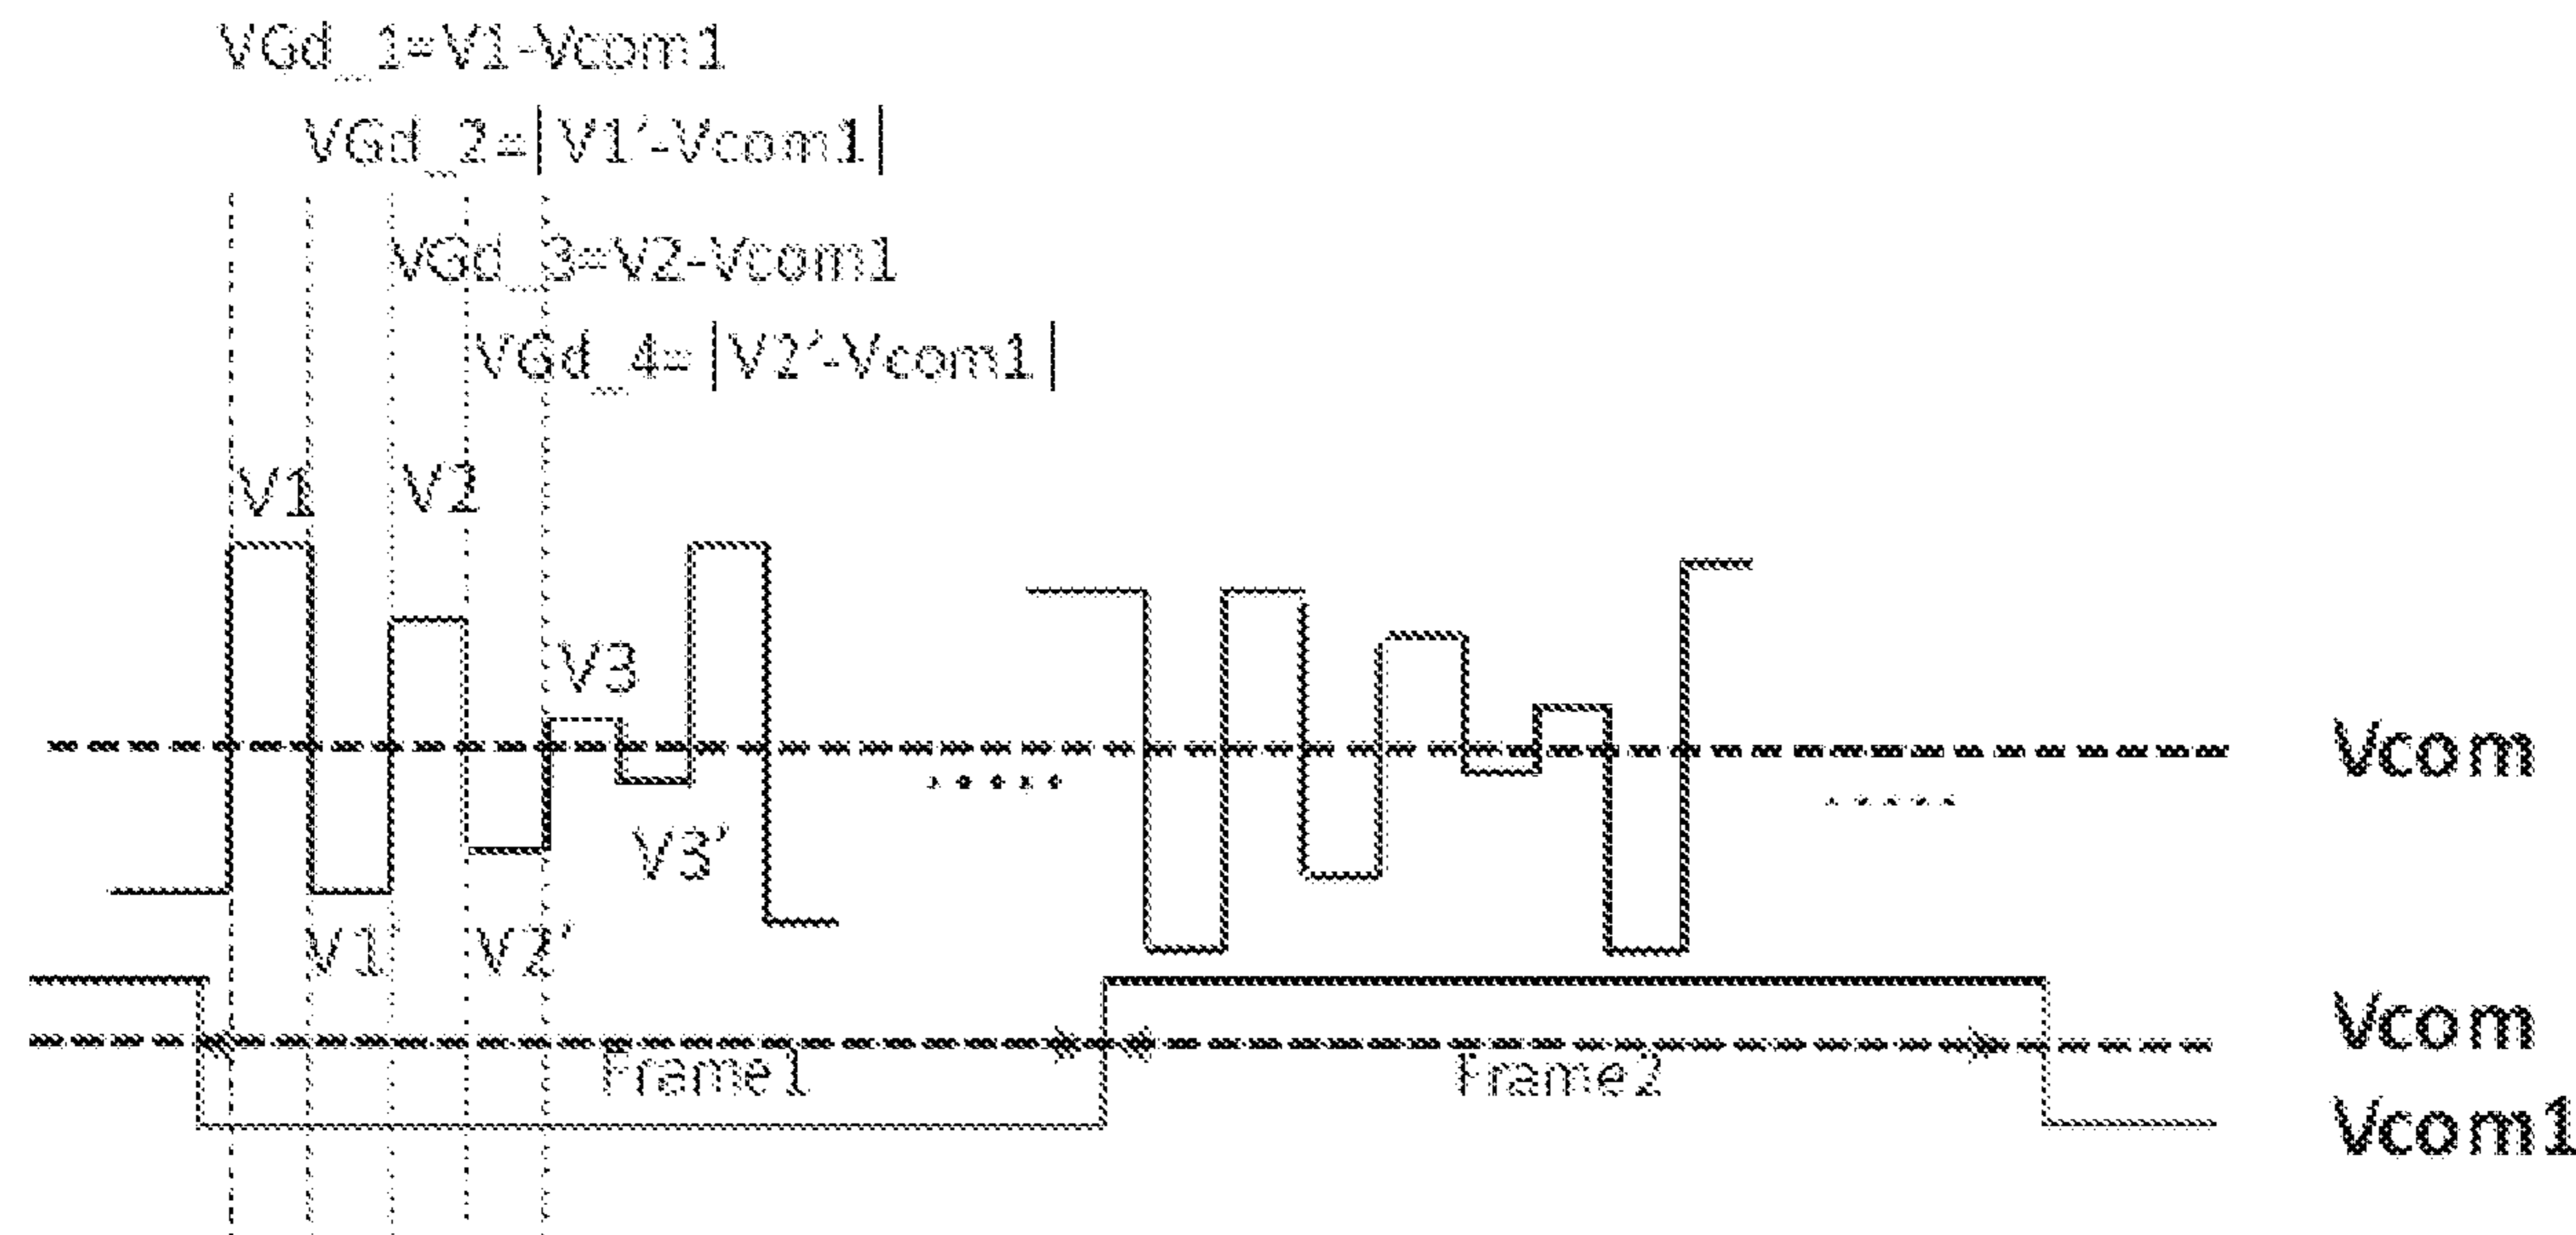 VGd_1=V1-Vcom1
VGd_2=|V1′-Vcom1|
VGd_3=V2-Vcom1
VGd_4=|V2′-Vcom1|
V1
V2
V3
Vcom
V3′
V1′
V2′
Vcom
Frame1
Frame2
Vcom1